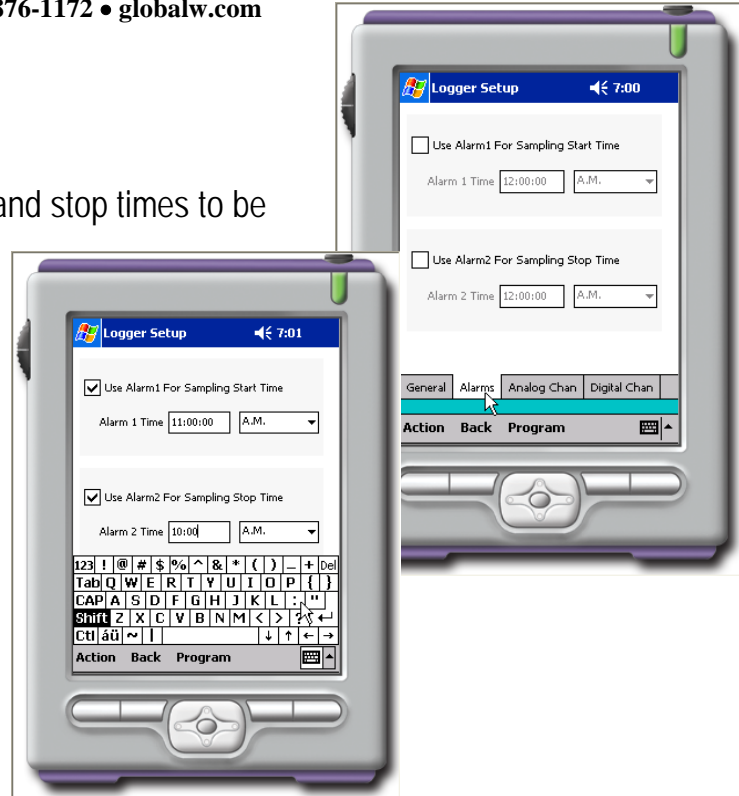 376-1172 • globalw.com
and stop times to be
Logger Setup 7:00
Use Alarm1 For Sampling Start Time
Alarm 1 Time 12:00:00 A.M.
Use Alarm2 For Sampling Stop Time
Alarm 2 Time 12:00:00 A.M.
General Alarms Analog Chan Digital Chan
Action Back Program
Logger Setup 7:01
Use Alarm1 For Sampling Start Time
Alarm 1 Time 11:00:00 A.M.
Use Alarm2 For Sampling Stop Time
Alarm 2 Time 10:00 A.M.
123 ! @ # $ % ^ & * ( ) _ + Del
Tab Q W E R T Y U I O P { }
CAP A S D F G H J K L : "
Shift Z X C V B N M < > ? ↵
Ctl áü ~ | ↓ ↑ ← →
Action Back Program